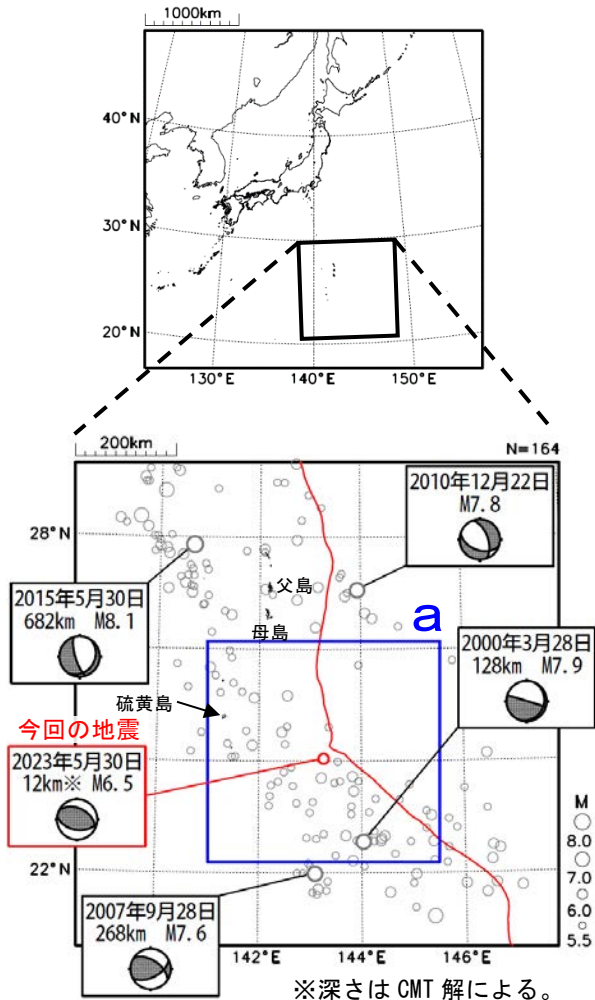 1000km
40°N
30°N
20°N
130°E
140°E
150°E
200km
N=164
28°N
22°N
142°E
144°E
146°E
2010年12月22日
M7.8
2015年5月30日
682km M8.1
父島
母島
a
2000年3月28日
128km M7.9
硫黄島
今回の地震
2023年5月30日
12km※ M6.5
2007年9月28日
268km M7.6
M
8.0
7.0
6.0
5.5
※深さは CMT 解による。